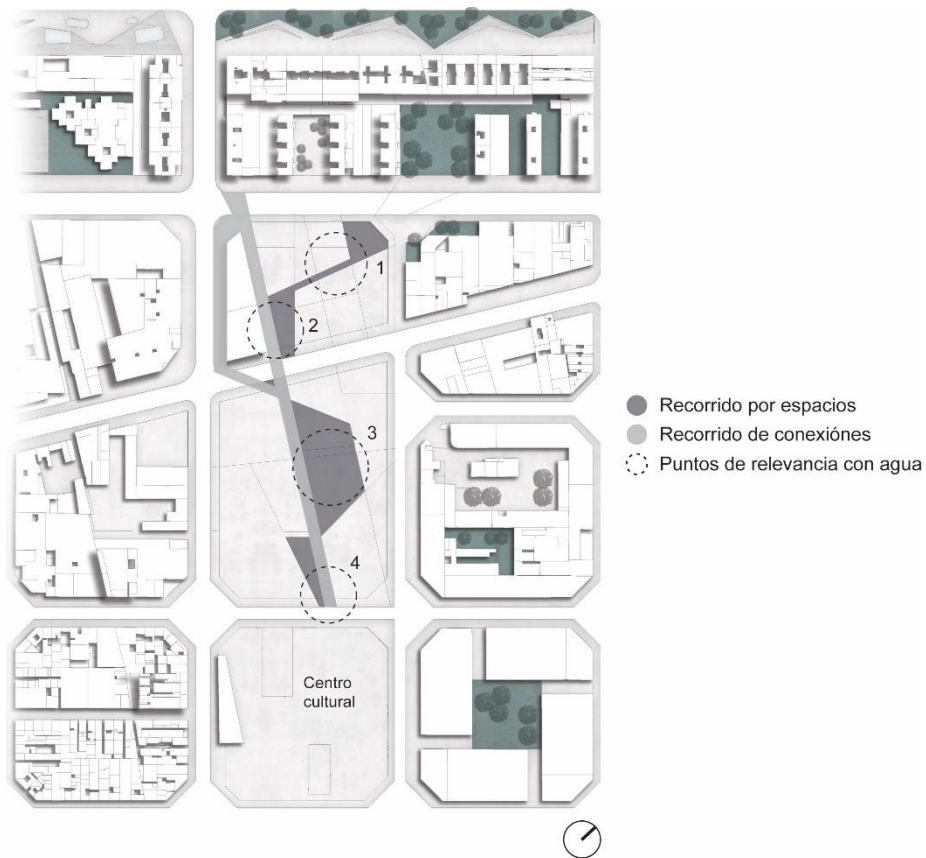 1
2
3
4
Recorrido por espacios
Recorrido de conexiónes
Puntos de relevancia con agua
Centro
cultural